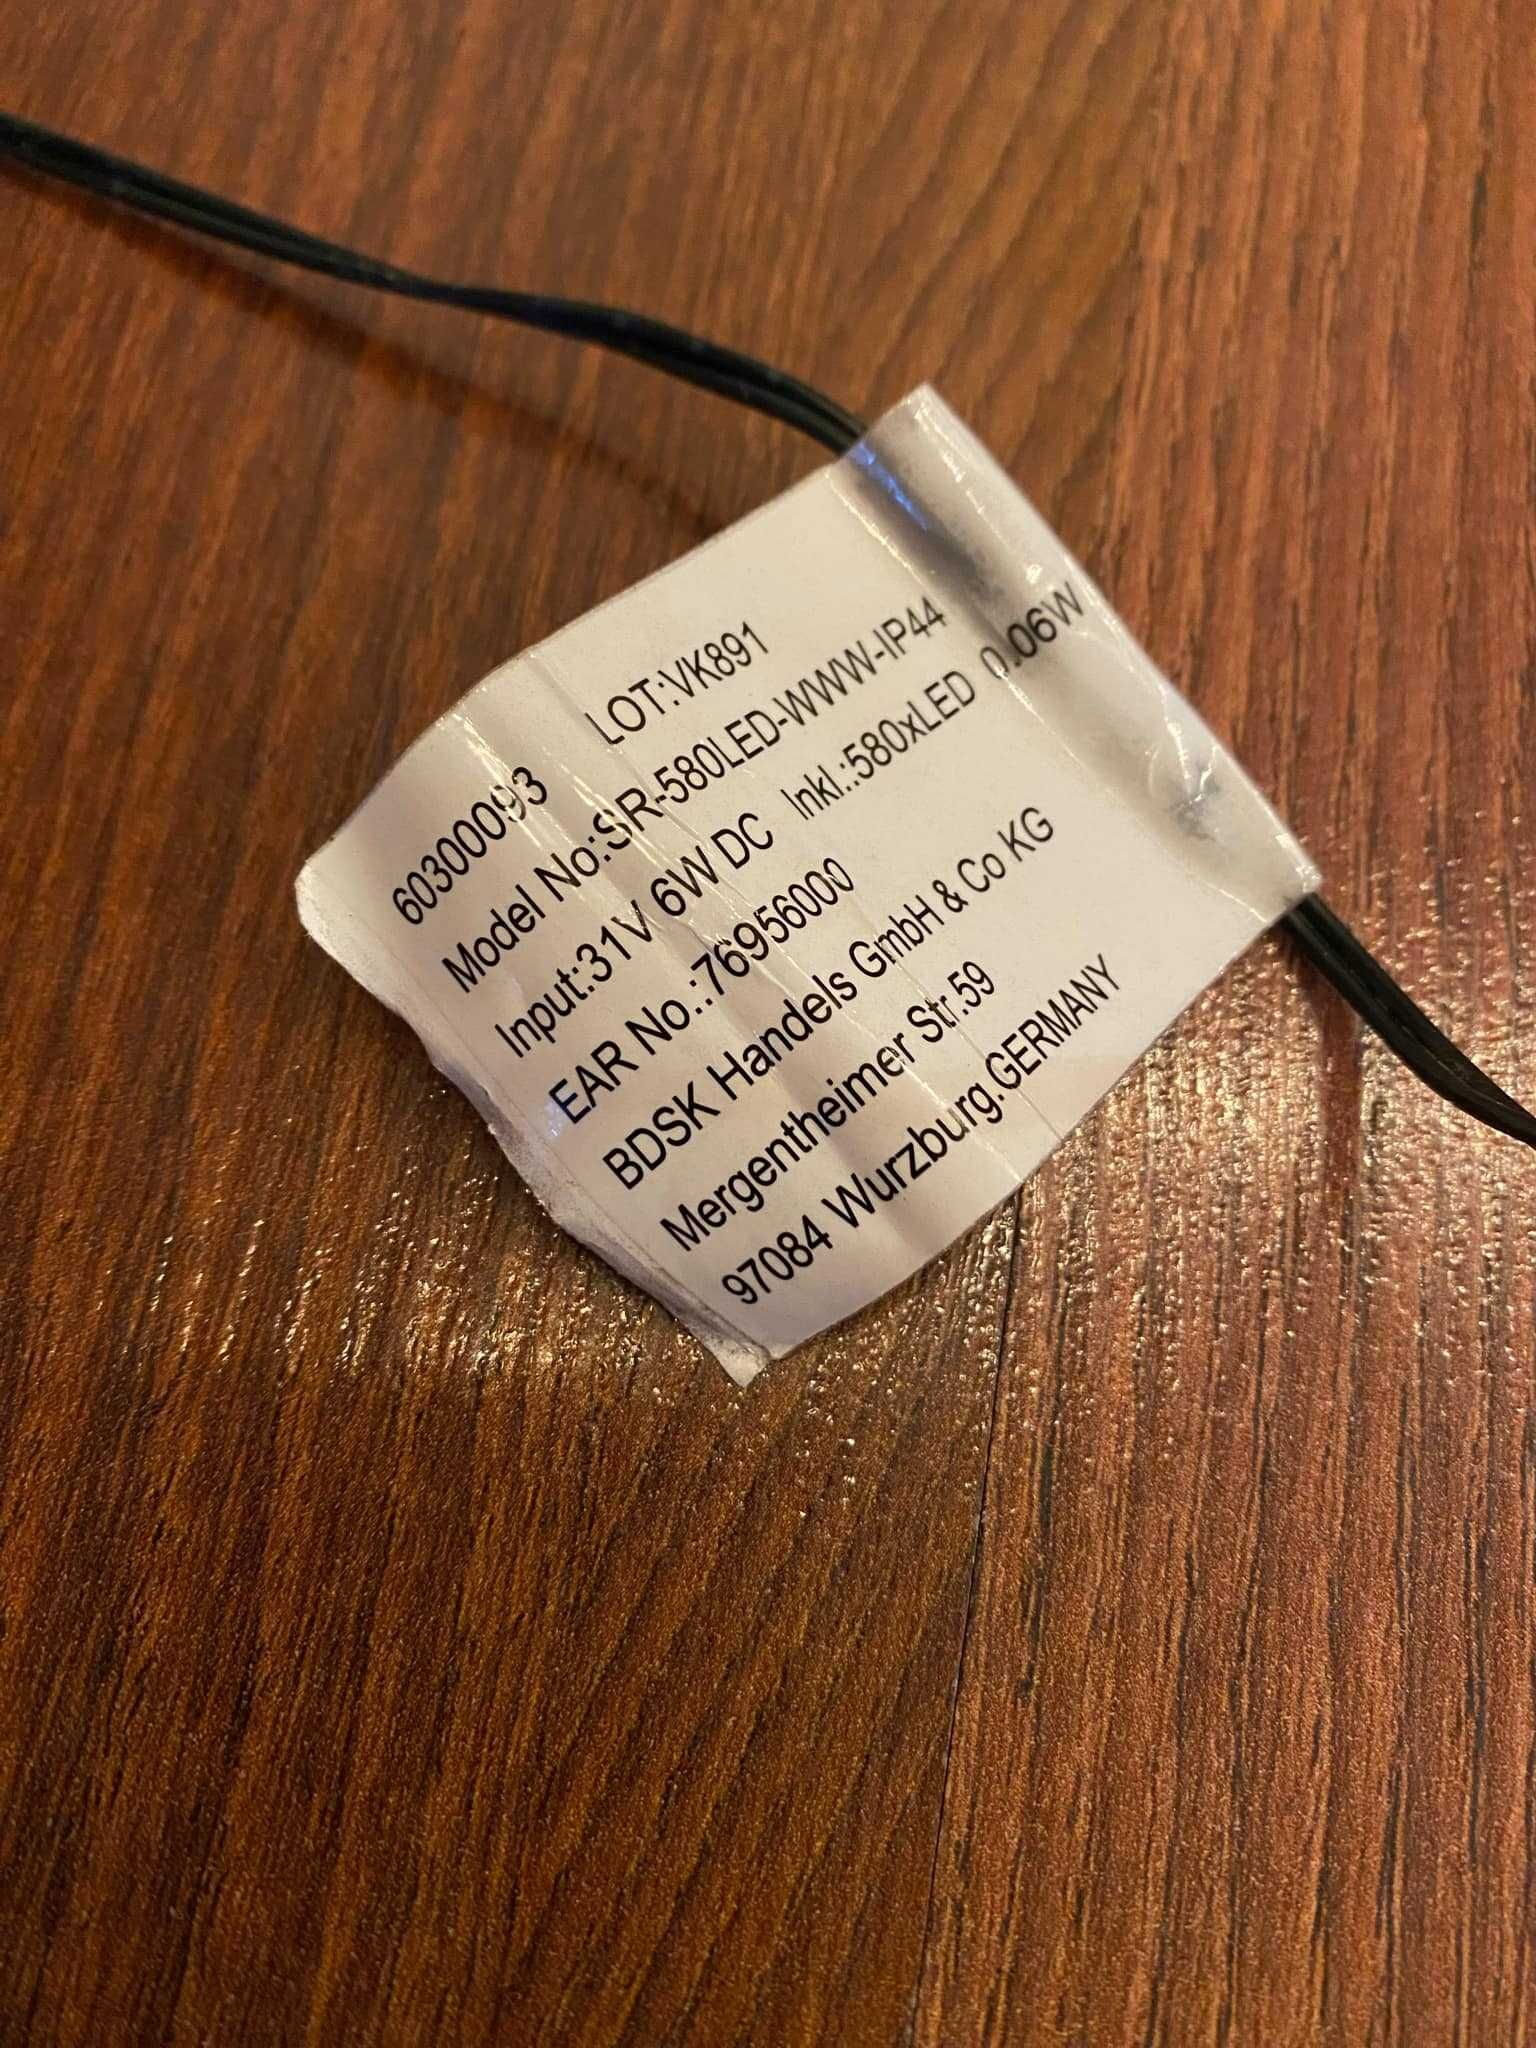 60300093 LOT:VK891
Model No:SR-580LED-WWW-IP44
Input:31V 6W DC Inkl.:580xLED 0.06W
EAR No.:76956000
BDSK Handels GmbH & Co KG
Mergentheimer Str.59
97084 Wurzburg.GERMANY